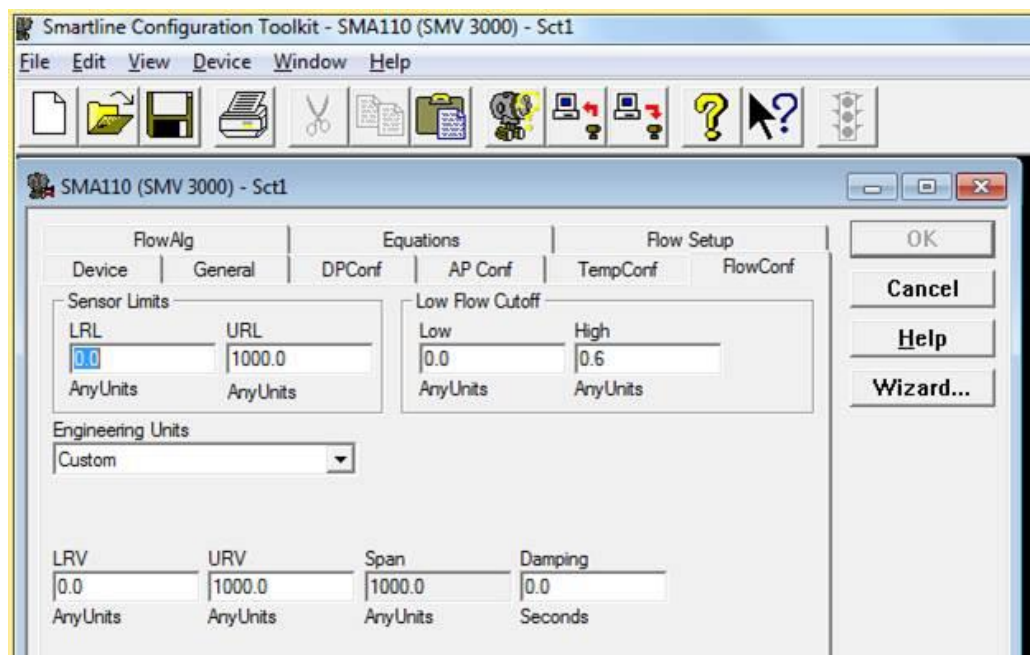 Smartline Configuration Toolkit - SMA110 (SMV 3000) - Sct1
File Edit View Device Window Help
SMA110 (SMV 3000) - Sct1
FlowAlg Equations Flow Setup
Device General DPConf AP Conf TempConf FlowConf
OK
Cancel
Help
Wizard...
Sensor Limits
LRL URL
0.0 1000.0
AnyUnits AnyUnits
Low Flow Cutoff
Low High
0.0 0.6
AnyUnits AnyUnits
Engineering Units
Custom
LRV URV Span Damping
0.0 1000.0 1000.0 0.0
AnyUnits AnyUnits AnyUnits Seconds